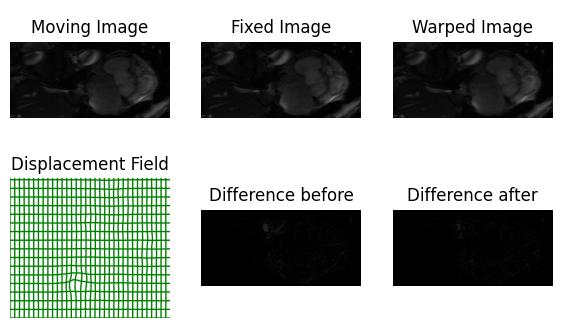 Moving Image
Fixed Image
Warped Image
Displacement Field
Difference before
Difference after